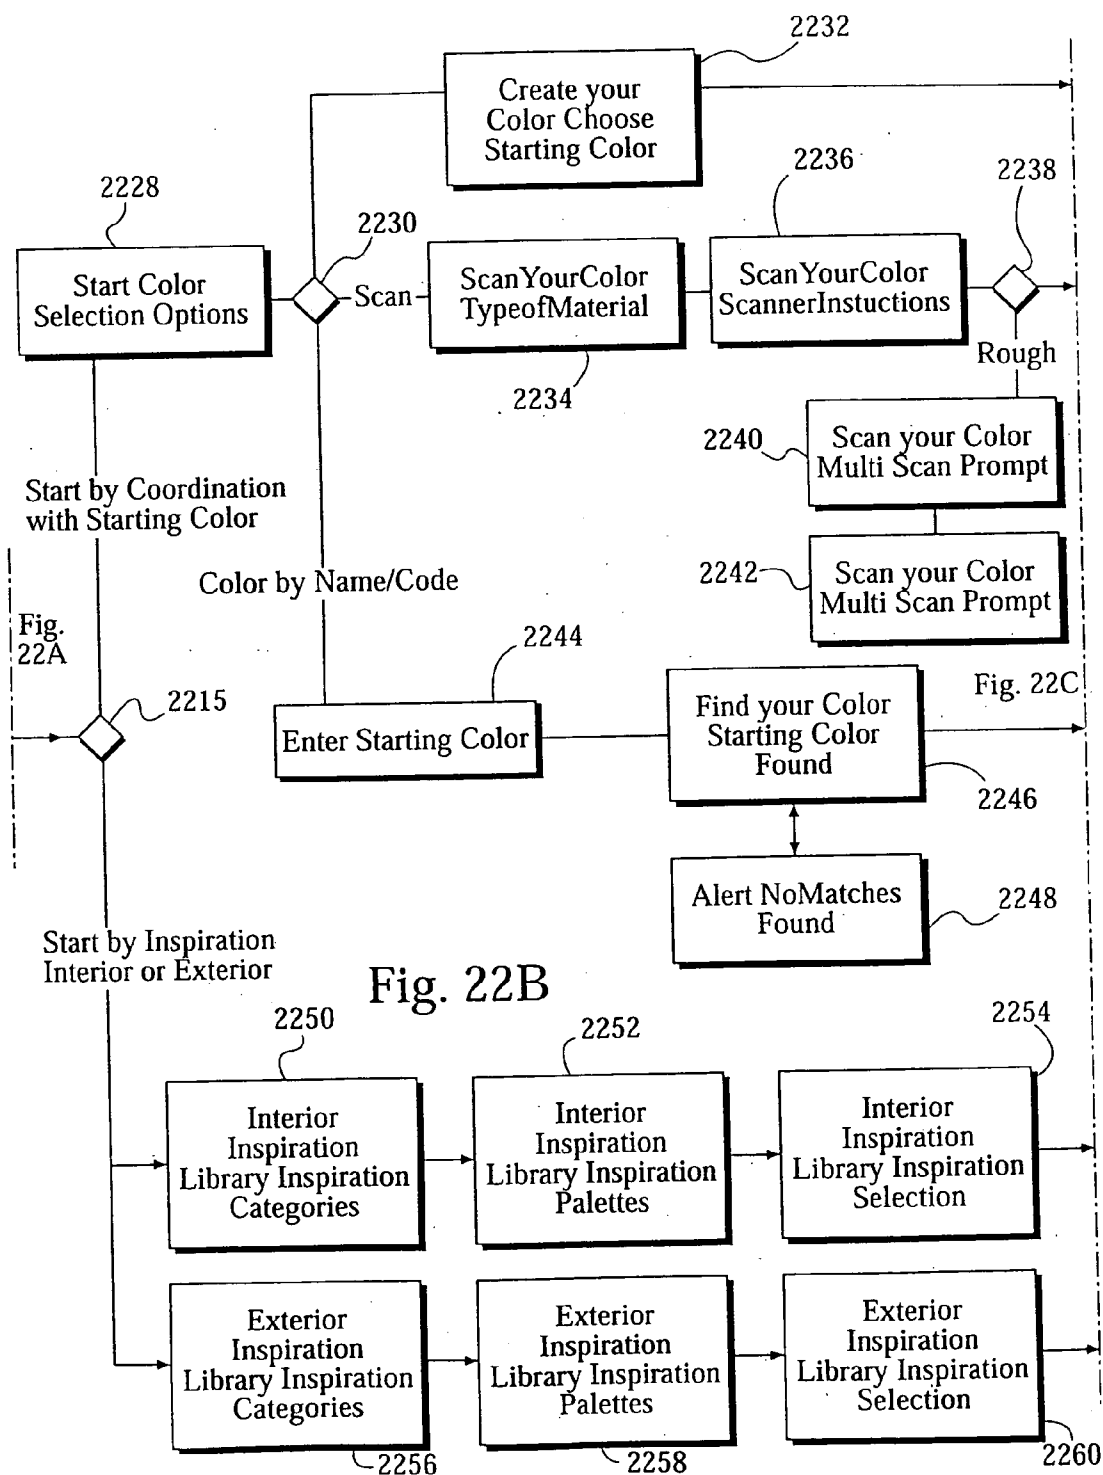 2232
Create your
Color Choose
Starting Color
2228
2230
2236
2238
Start Color
Selection Options
Scan
ScanYourColor
TypeofMaterial
ScanYourColor
ScannerInstuctions
2234
Rough
2240
Scan your Color
Multi Scan Prompt
Start by Coordination
with Starting Color
2242
Scan your Color
Multi Scan Prompt
Color by Name/Code
Fig.
22A
2215
2244
Enter Starting Color
Find your Color
Starting Color
Found
Fig. 22C
2246
Alert NoMatches
Found
2248
Start by Inspiration
Interior or Exterior
Fig. 22B
2250
2252
2254
Interior
Inspiration
Library Inspiration
Categories
Interior
Inspiration
Library Inspiration
Palettes
Interior
Inspiration
Library Inspiration
Selection
Exterior
Inspiration
Library Inspiration
Categories
Exterior
Inspiration
Library Inspiration
Palettes
Exterior
Inspiration
Library Inspiration
Selection
2256
2258
2260